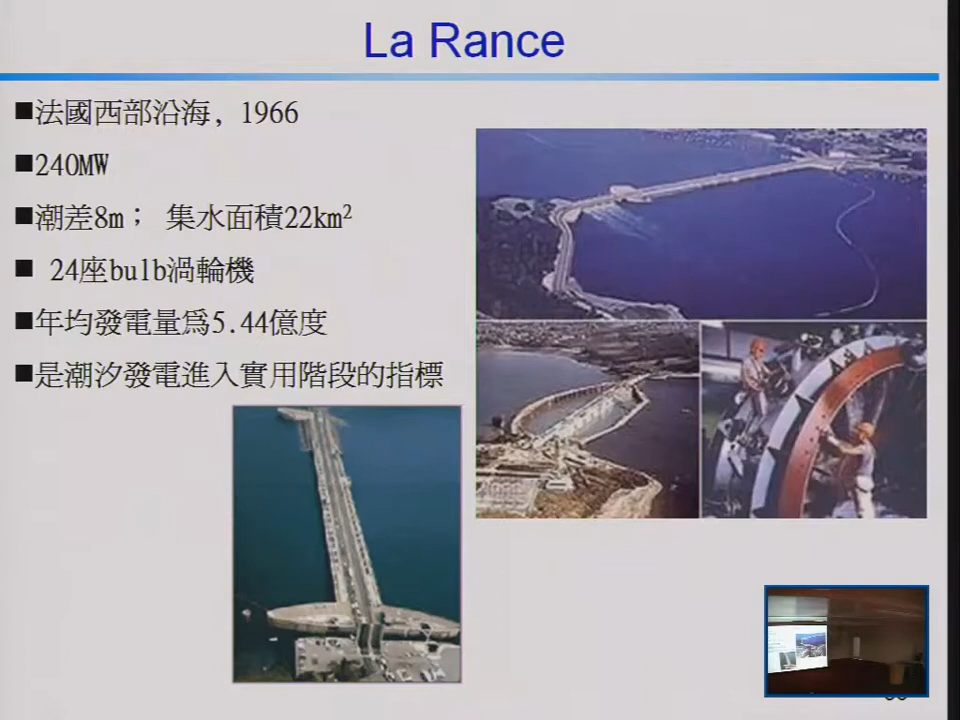 La Rance
■法國西部沿海, 1966
■240MW
■潮差8m； 集水面積22km²
■ 24座bulb渦輪機
■年均發電量爲5.44億度
■是潮汐發電進入實用階段的指標